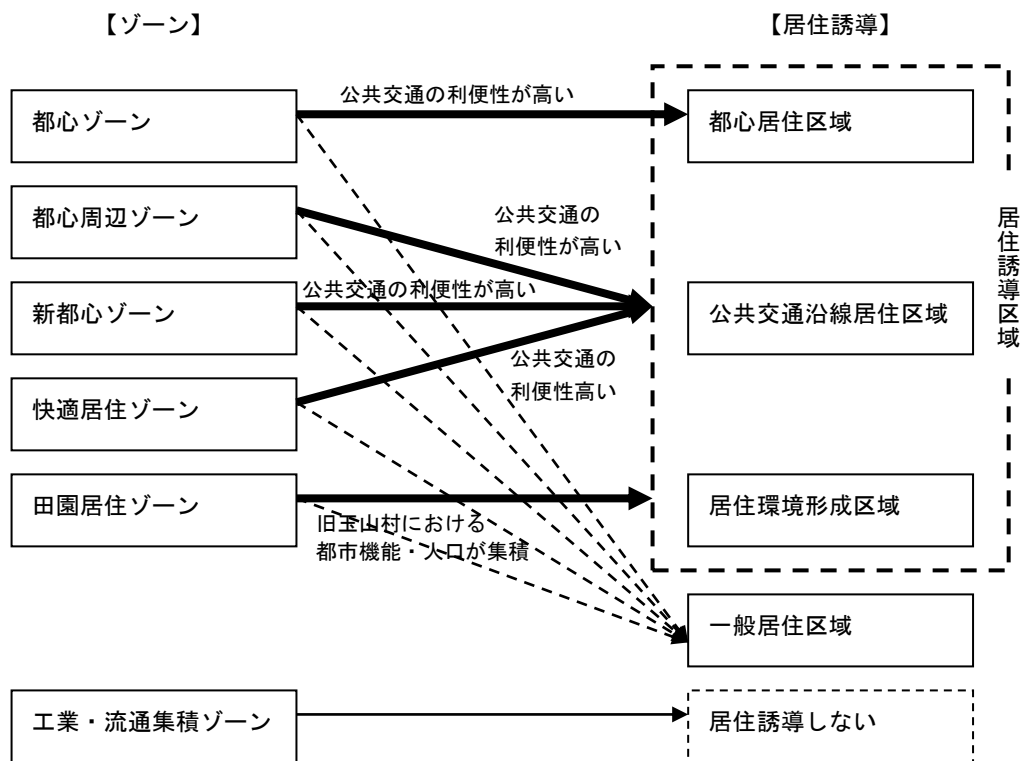 【ゾーン】
【居住誘導】
公共交通の利便性が高い
都心ゾーン
都心居住区域
都心周辺ゾーン
公共交通の
利便性が高い
居住誘導区域
新都心ゾーン
公共交通の利便性が高い
公共交通沿線居住区域
公共交通の
利便性高い
快適居住ゾーン
田園居住ゾーン
居住環境形成区域
旧玉山村における
都市機能・人口が集積
一般居住区域
工業・流通集積ゾーン
居住誘導しない